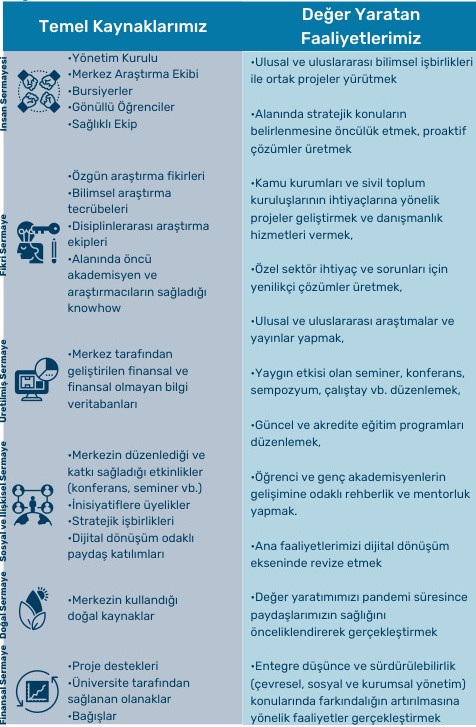 Temel Kaynaklarımız
Değer Yaratan
Faaliyetlerimiz
İnsan Sermayesi
•Yönetim Kurulu
•Merkez Araştırma Ekibi
•Bursiyerler
•Gönüllü Öğrenciler
•Sağlıklı Ekip
Fikri Sermaye
•Özgün araştırma fikirleri
•Bilimsel araştırma
tecrübeleri
•Disiplinlerarası araştırma
ekipleri
•Alanında öncü
akademisyen ve
araştırmacıların sağladığı
knowhow
Üretilmiş Sermaye
•Merkez tarafından
geliştirilen finansal ve
finansal olmayan bilgi
veritabanları
Sosyal ve İlişkisel Sermaye
•Merkezin düzenlediği ve
katkı sağladığı etkinlikler
(konferans, seminer vb.)
•İnisiyatiflere üyelikler
•Stratejik işbirlikleri
•Dijital dönüşüm odaklı
paydaş katılımları
Doğal Sermaye
•Merkezin kullandığı
doğal kaynaklar
Finansal Sermaye
•Proje destekleri
•Üniversite tarafından
sağlanan olanaklar
•Bağışlar
•Ulusal ve uluslararası bilimsel işbirlikleri
ile ortak projeler yürütmek
•Alanında stratejik konuların
belirlenmesine öncülük etmek, proaktif
çözümler üretmek
•Kamu kurumları ve sivil toplum
kuruluşlarının ihtiyaçlarına yönelik
projeler geliştirmek ve danışmanlık
hizmetleri vermek,
•Özel sektör ihtiyaç ve sorunları için
yenilikçi çözümler üretmek,
•Ulusal ve uluslararası araştımalar ve
yayınlar yapmak,
•Yaygın etkisi olan seminer, konferans,
sempozyum, çalıştay vb. düzenlemek,
•Güncel ve akredite eğitim programları
düzenlemek,
•Öğrenci ve genç akademisyenlerin
gelişimine odaklı rehberlik ve mentorluk
yapmak.
•Ana faaliyetlerimizi dijital dönüşüm
ekseninde revize etmek
•Değer yaratımımızı pandemi süresince
paydaşlarımızın sağlığını
önceliklendirerek gerçekleştirmek
•Entegre düşünce ve sürdürülebilirlik
(çevresel, sosyal ve kurumsal yönetim)
konularında farkındalığın artırılmasına
yönelik faaliyetler gerçekleştirmek